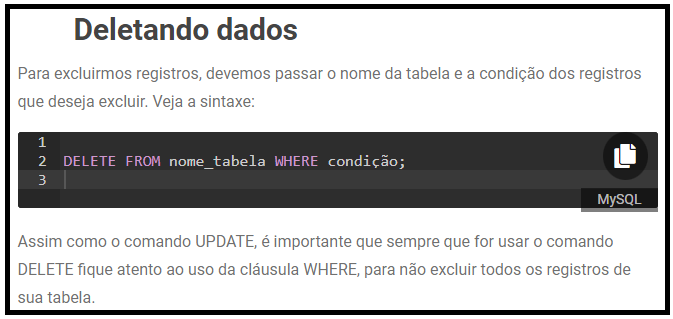 Deletando dados
Para excluirmos registros, devemos passar o nome da tabela e a condição dos registros
que deseja excluir. Veja a sintaxe:
1
2 DELETE FROM nome_tabela WHERE condição;
3
MySQL
Assim como o comando UPDATE, é importante que sempre que for usar o comando
DELETE fique atento ao uso da cláusula WHERE, para não excluir todos os registros de
sua tabela.